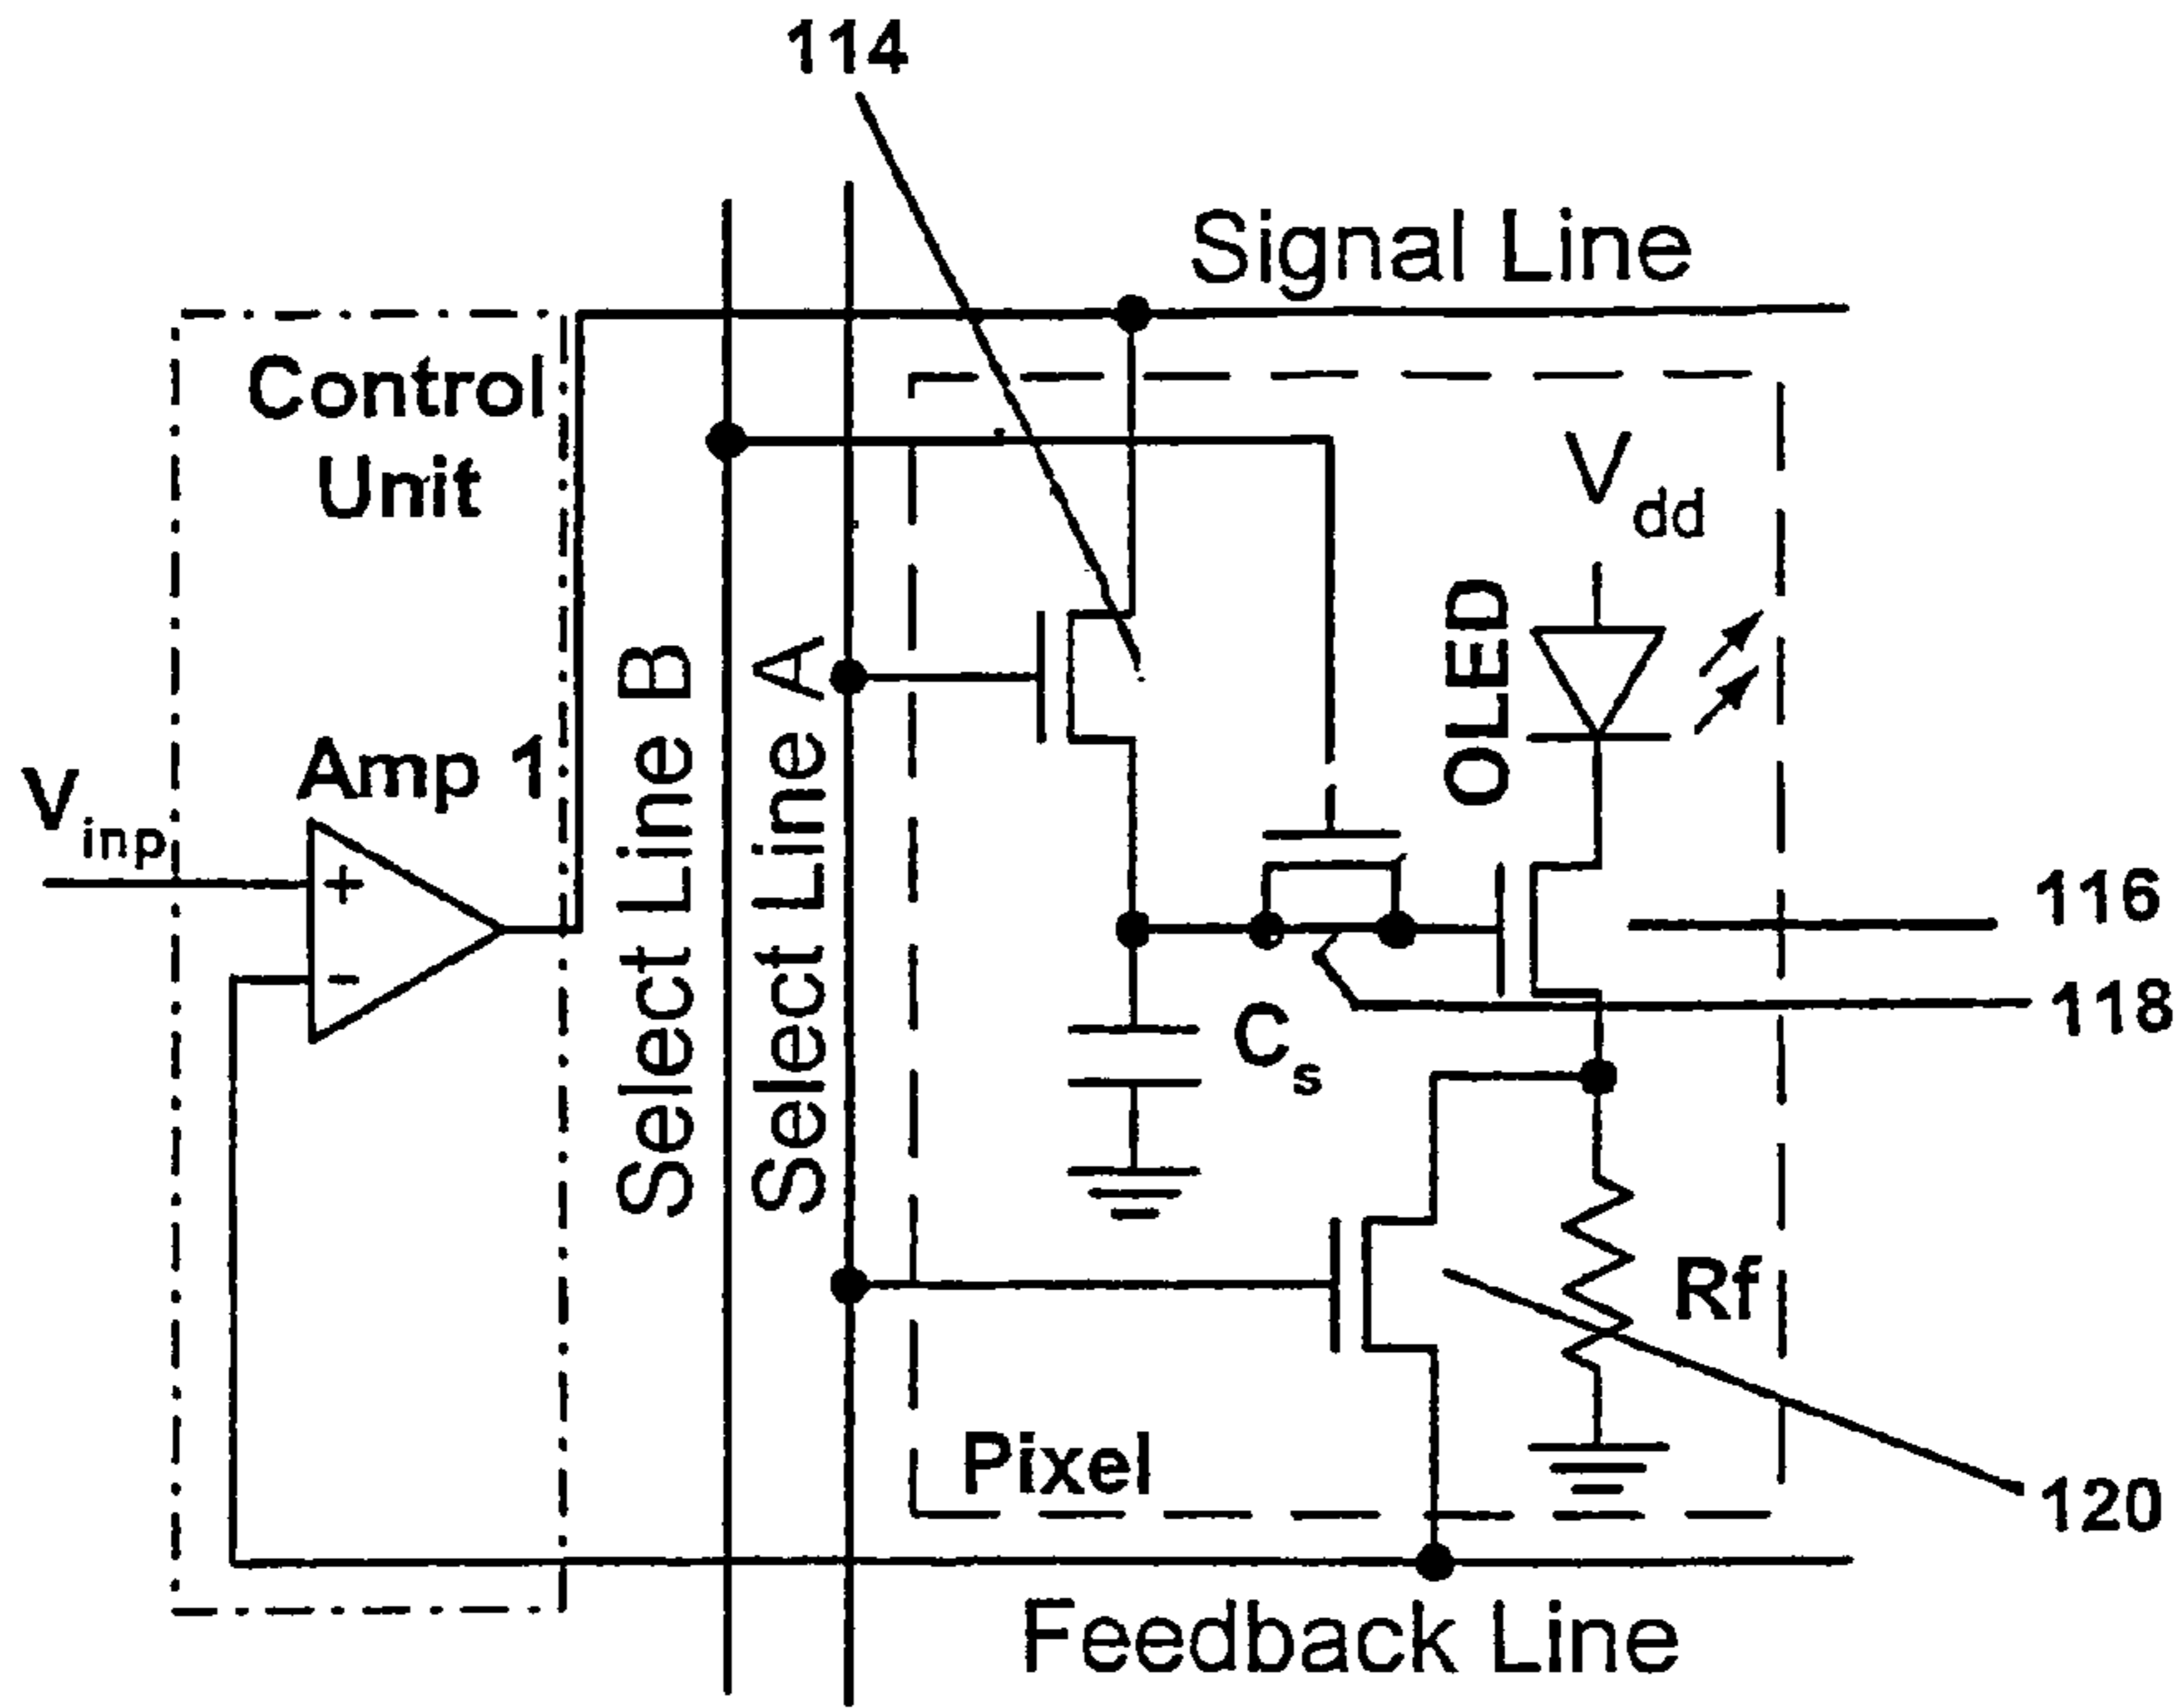 114
Signal Line
Control
Unit
V dd
OLED
Select Line B
Select Line A
Amp 1
V inp
+
-
116
118
C s
Rf
Pixel
120
Feedback Line